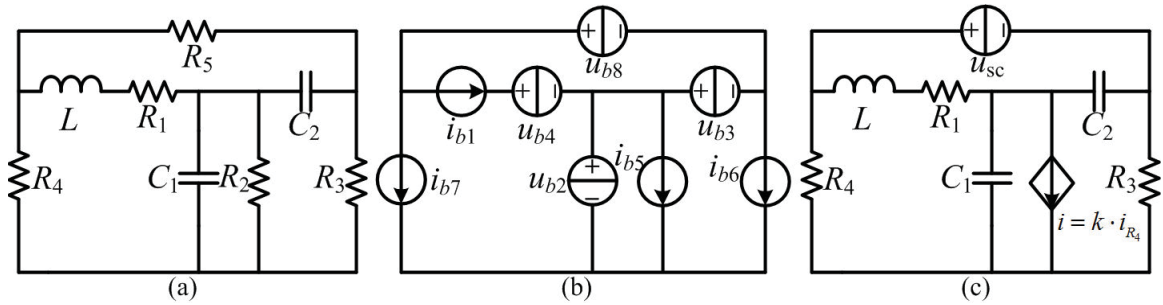 R5
L
R1
C2
R4
C1
R2
R3
(a)
+
ub8
+
ib1
ub4
+
ub3
ib7
ub2
+
−
ib5
ib6
(b)
+
usc
L
R1
C2
R4
C1
i = k · iR4
R3
(c)